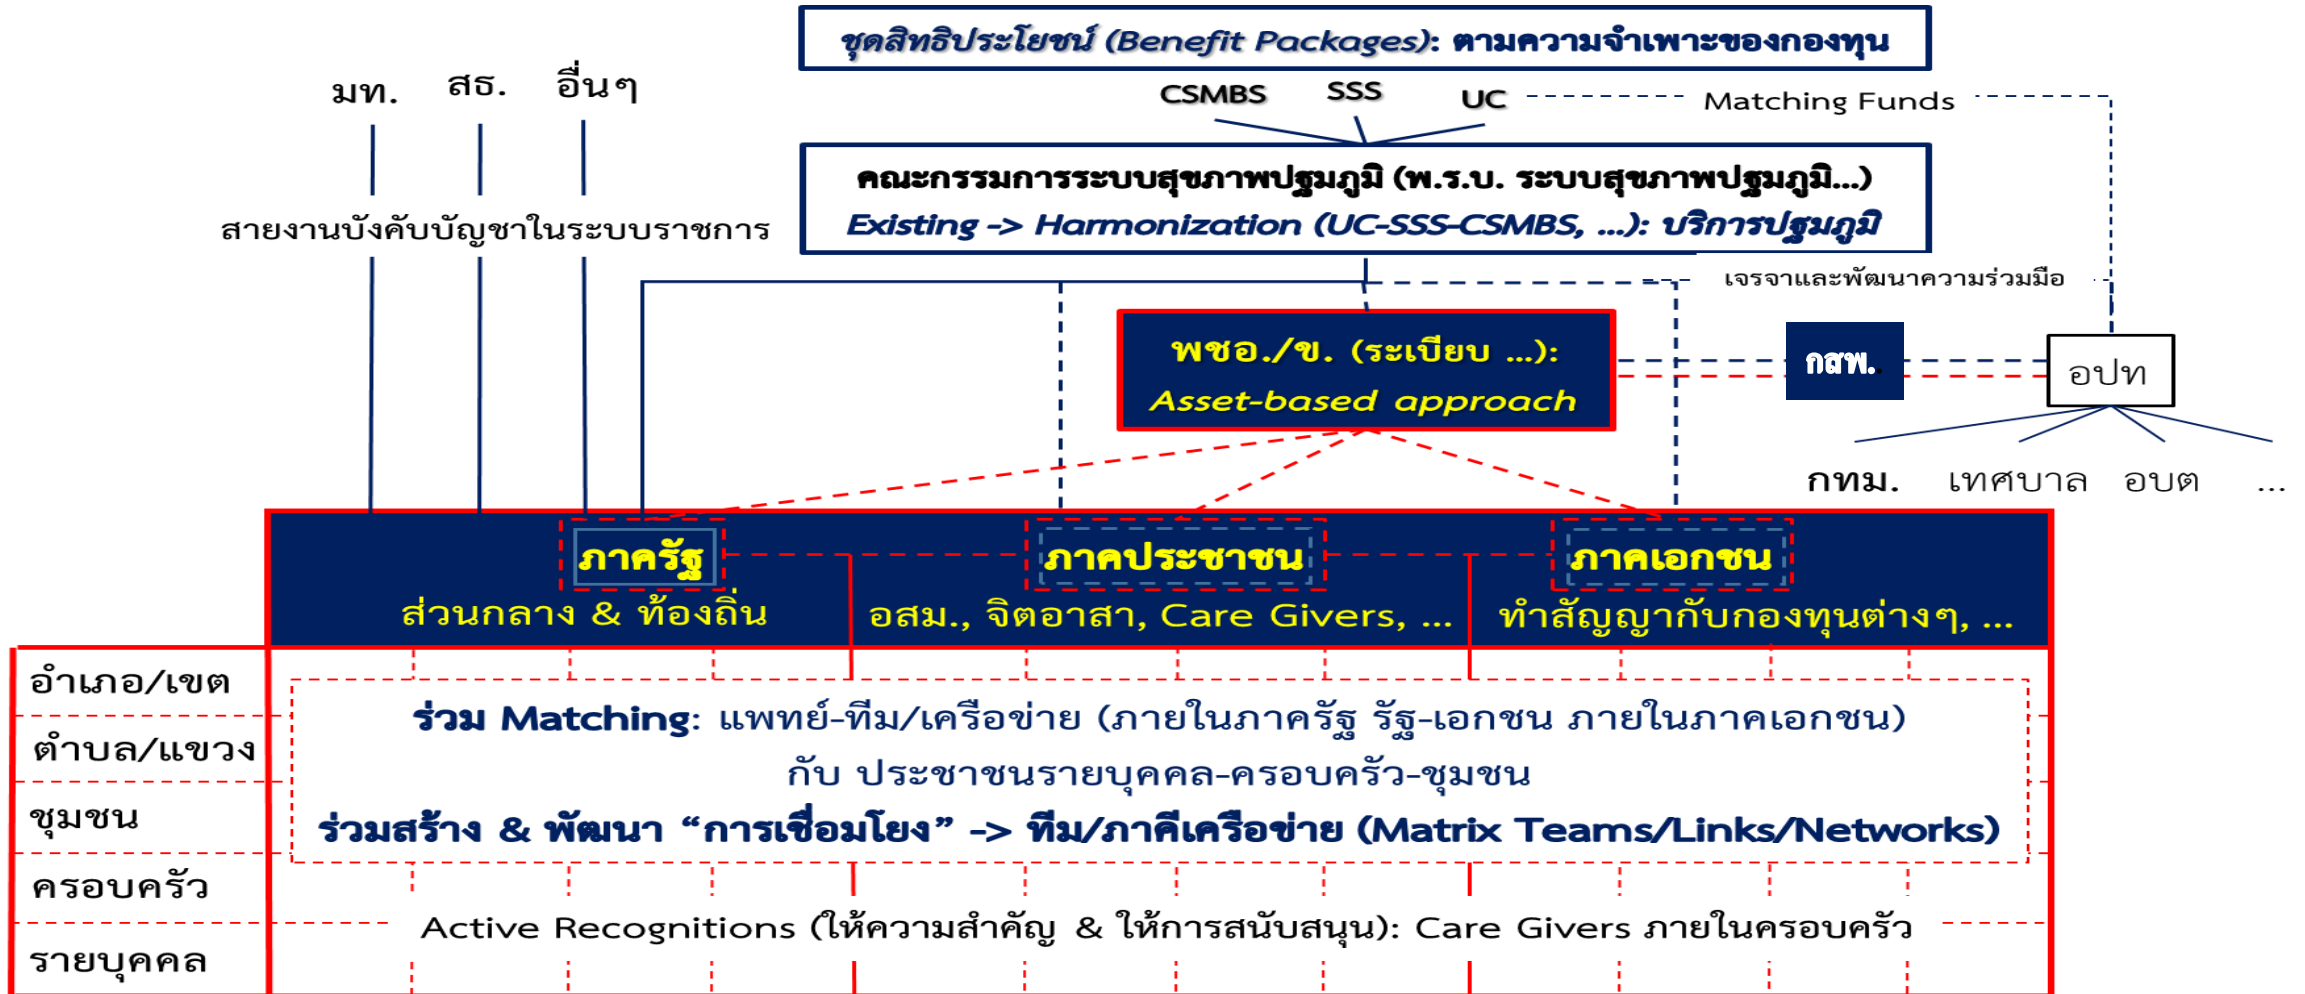 ชุดสิทธิประโยชน์ (Benefit Packages): ตามความจำเพาะของกองทุน
มท. สธ. อื่นๆ
CSMBS SSS UC Matching Funds
คณะกรรมการระบบสุขภาพปฐมภูมิ (พ.ร.บ. ระบบสุขภาพปฐมภูมิ...)
Existing -> Harmonization (UC-SSS-CSMBS, ...): บริการปฐมภูมิ
สายงานบังคับบัญชาในระบบราชการ
เจรจาและพัฒนาความร่วมมือ
พชอ./ข. (ระเบียบ ...):
Asset-based approach
กสพ..
อปท
กทม. เทศบาล อบต ...
ภาครัฐ ภาคประชาชน ภาคเอกชน
ส่วนกลาง & ท้องถิ่น อสม., จิตอาสา, Care Givers, ... ทำสัญญากับกองทุนต่างๆ, ...
อำเภอ/เขต
ตำบล/แขวง
ชุมชน
ครอบครัว
รายบุคคล
ร่วม Matching: แพทย์-ทีม/เครือข่าย (ภายในภาครัฐ รัฐ-เอกชน ภายในภาคเอกชน)
กับ ประชาชนรายบุคคล-ครอบครัว-ชุมชน
ร่วมสร้าง & พัฒนา “การเชื่อมโยง” -> ทีม/ภาคีเครือข่าย (Matrix Teams/Links/Networks)
Active Recognitions (ให้ความสำคัญ & ให้การสนับสนุน): Care Givers ภายในครอบครัว